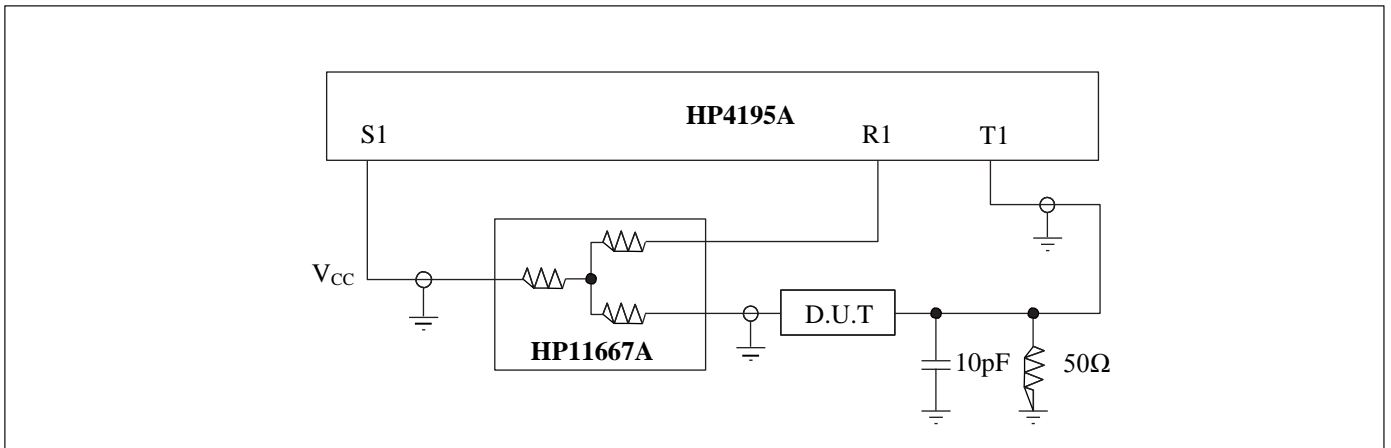 HP4195A
S1
R1
T1
VCC
HP11667A
D.U.T
10pF
50Ω